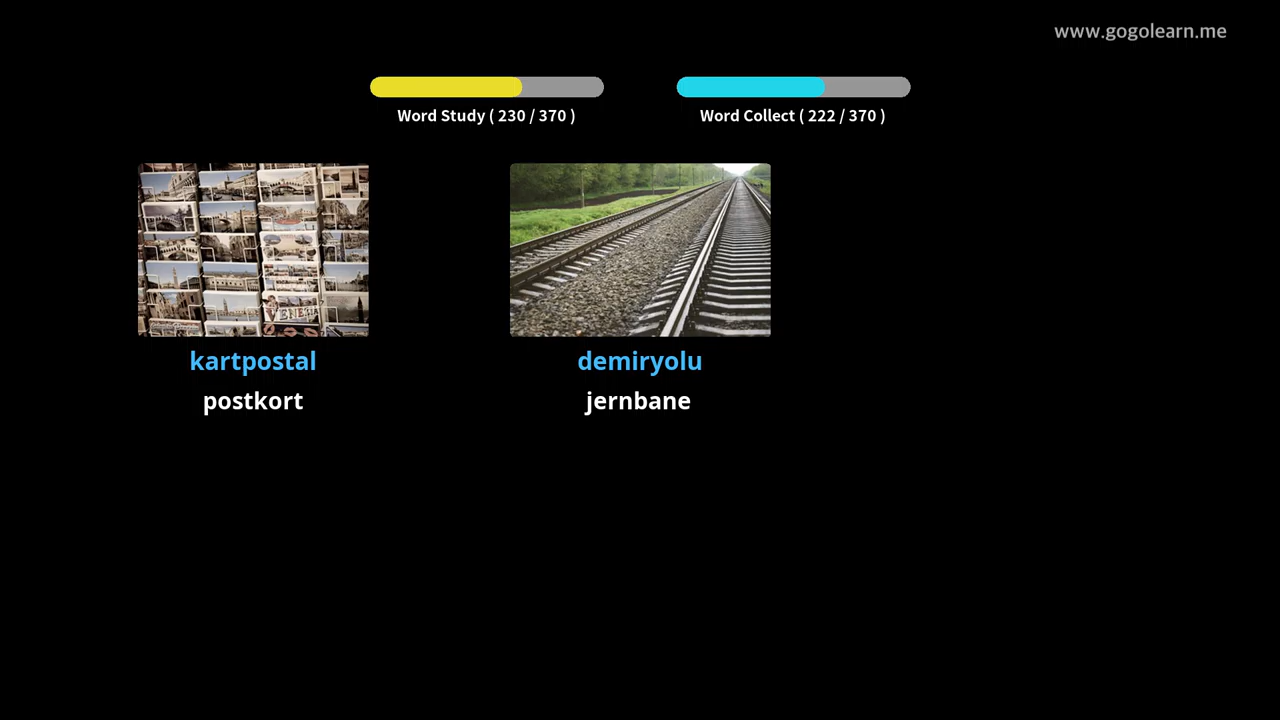 www.gogolearn.me
Word Study ( 230 / 370 )
Word Collect ( 222 / 370 )
kartpostal
postkort
demiryolu
jernbane